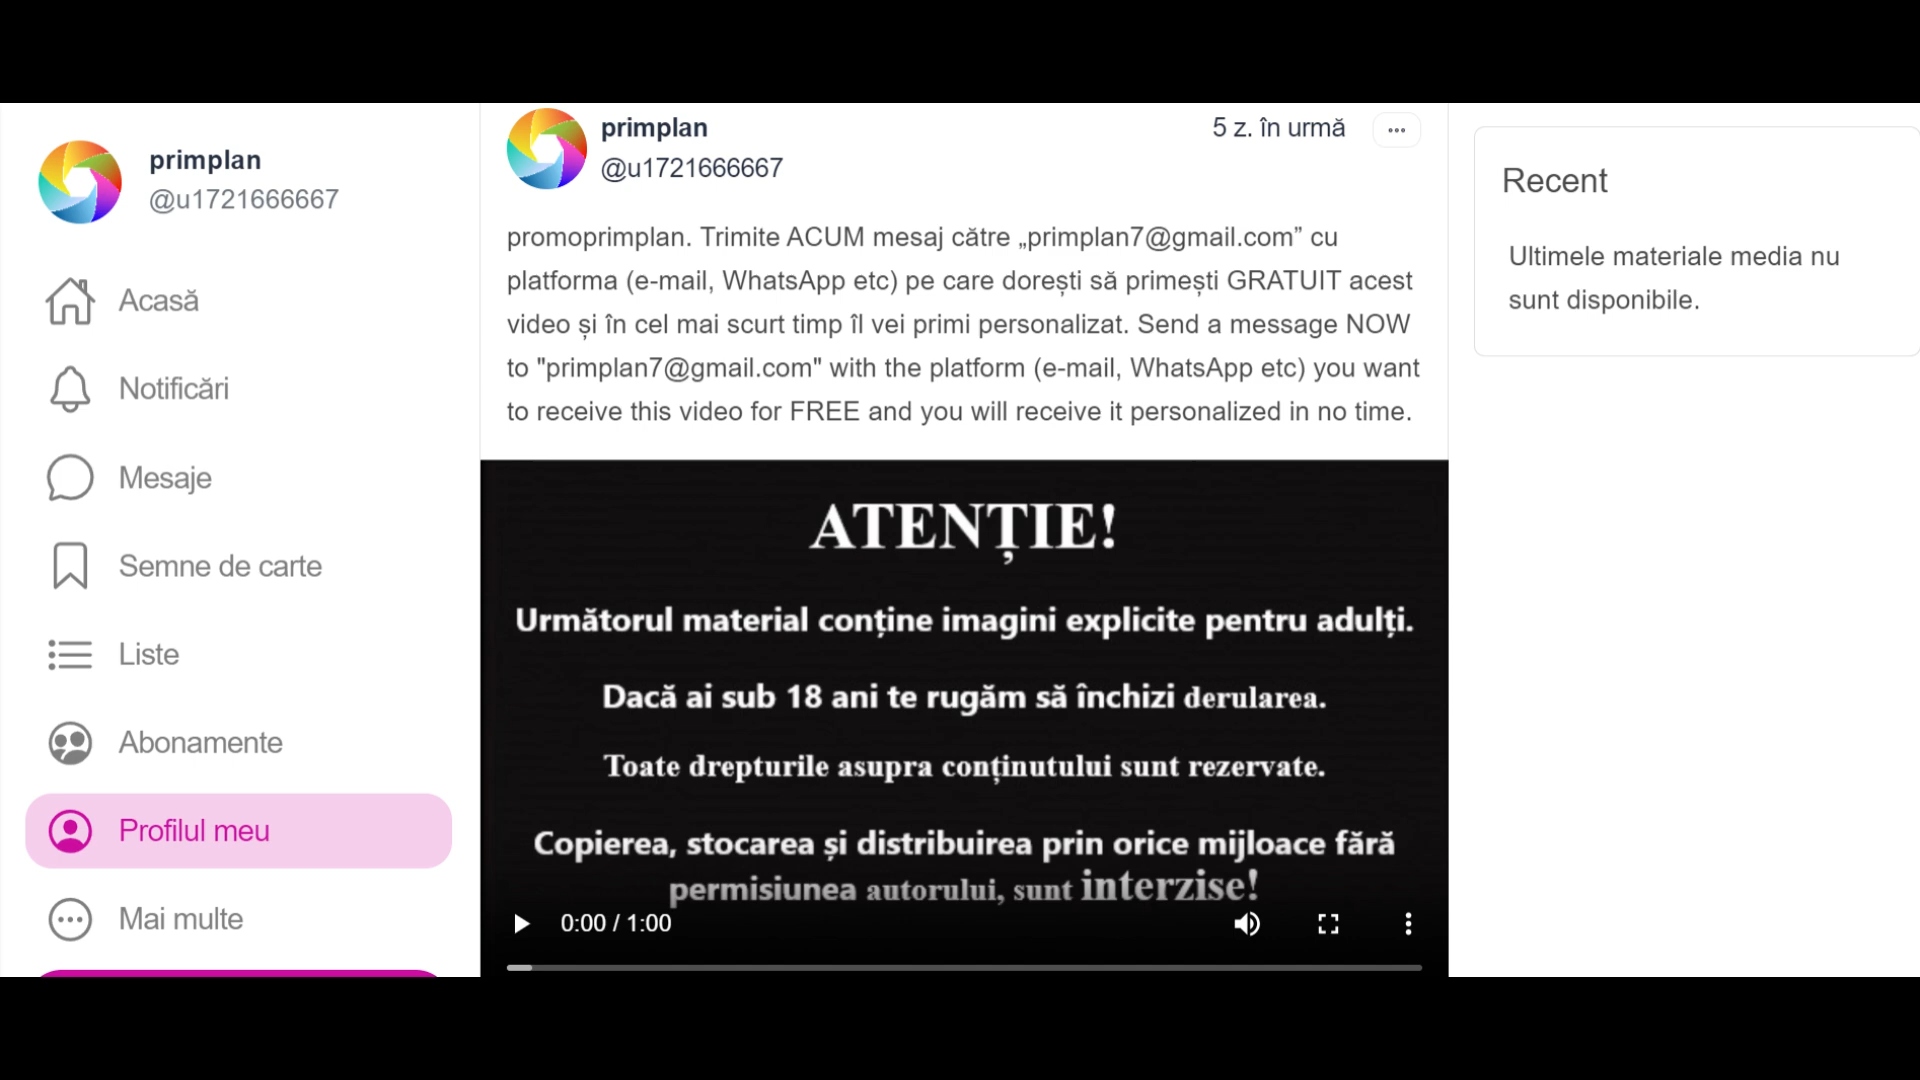 primplan
@u1721666667
Acasă
Notificări
Mesaje
Semne de carte
Liste
Abonamente
Profilul meu
Mai multe
primplan
@u1721666667
5 z. în urmă
promoprimplan. Trimite ACUM mesaj către „primplan7@gmail.com” cu
platforma (e-mail, WhatsApp etc) pe care dorești să primești GRATUIT acest
video și în cel mai scurt timp îl vei primi personalizat. Send a message NOW
to "primplan7@gmail.com" with the platform (e-mail, WhatsApp etc) you want
to receive this video for FREE and you will receive it personalized in no time.
ATENȚIE!
Următorul material conține imagini explicite pentru adulți.
Dacă ai sub 18 ani te rugăm să închizi derularea.
Toate drepturile asupra conținutului sunt rezervate.
Copierea, stocarea și distribuirea prin orice mijloace fără
permisiunea autorului, sunt interzise!
0:00 / 1:00
Recent
Ultimele materiale media nu
sunt disponibile.